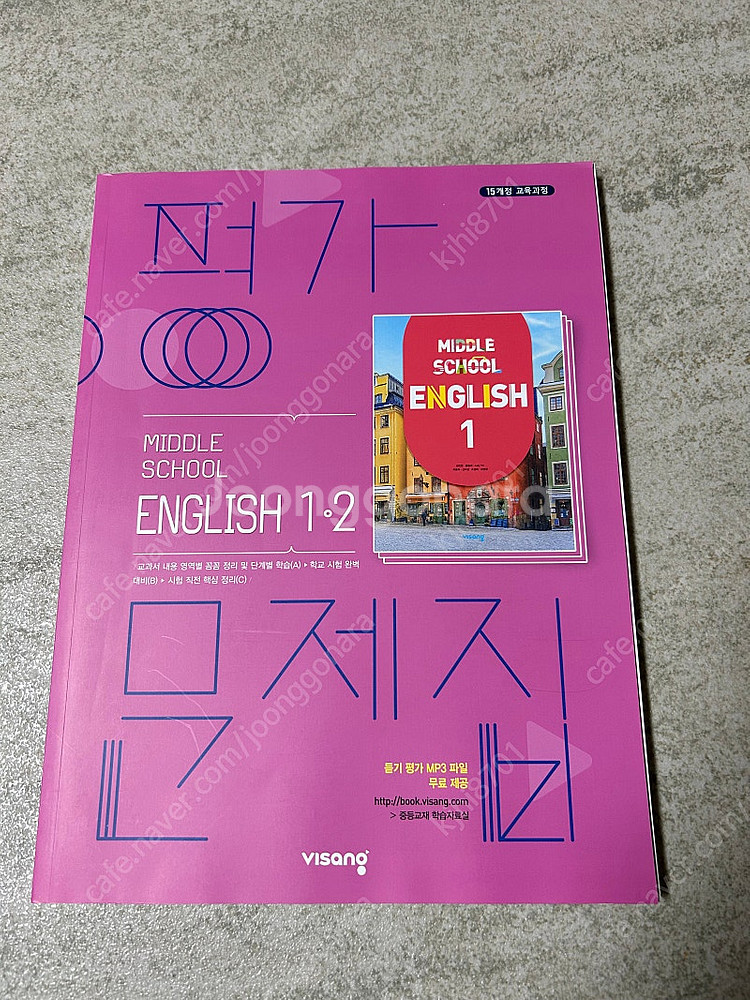 15개정 교육과정
평가
MIDDLE
SCHOOL
ENGLISH
1
MIDDLE
SCHOOL
ENGLISH 1·2
교과서 내용 영역별 꼼꼼 정리 및 단계별 학습(A) ▸ 학교 시험 완벽
대비(B) ▸ 시험 직전 핵심 정리(C)
visang
문제집
듣기 평가 MP3 파일
무료 제공
http://book.visang.com
> 중등교재 학습자료실
visang
Joonggonara
cafe.naver.com/joonggonara
kjhi8701